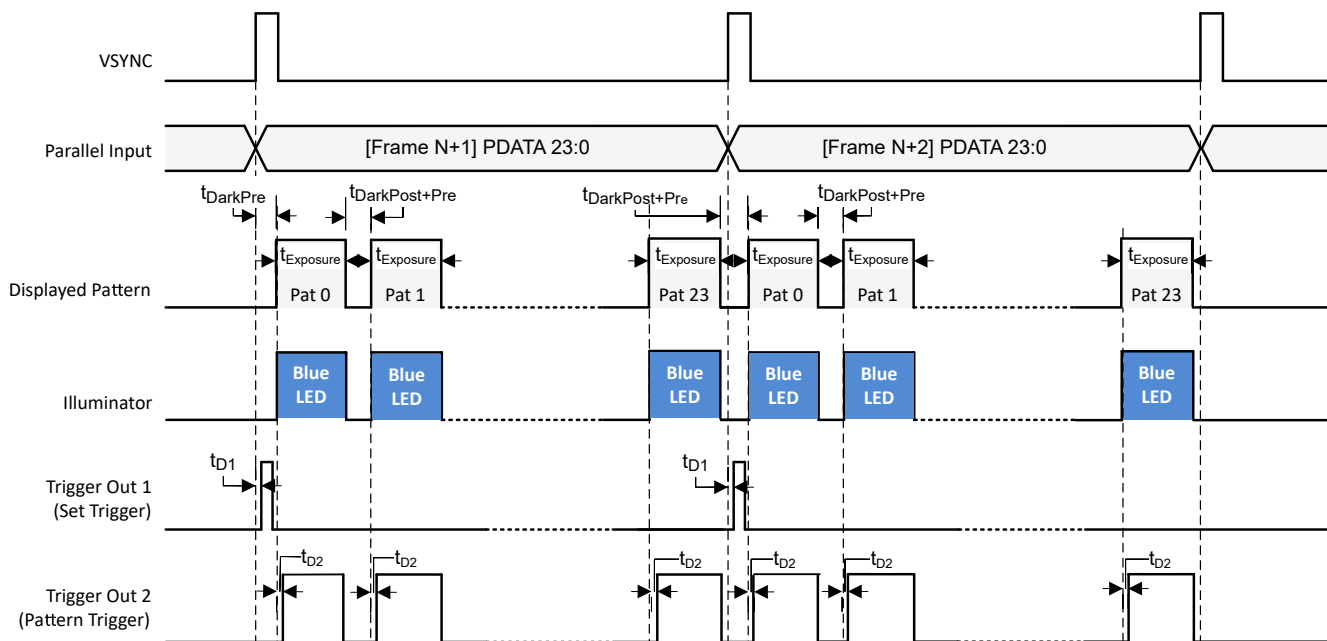 VSYNC
Parallel Input
[Frame N+1] PDATA 23:0
[Frame N+2] PDATA 23:0
tDarkPre
tDarkPost+Pre
tDarkPost+Pre
tDarkPost+Pre
Displayed Pattern
tExposure
tExposure
tExposure
tExposure
tExposure
tExposure
Pat 0
Pat 1
Pat 23
Pat 0
Pat 1
Pat 23
Illuminator
Blue
LED
Blue
LED
Blue
LED
Blue
LED
Blue
LED
Blue
LED
tD1
tD1
Trigger Out 1
(Set Trigger)
tD2
tD2
tD2
tD2
tD2
tD2
Trigger Out 2
(Pattern Trigger)